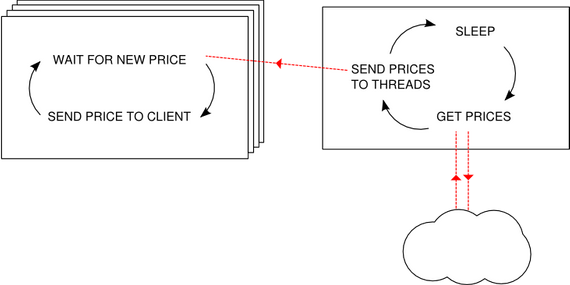 WAIT FOR NEW PRICE
SEND PRICE TO CLIENT
SLEEP
SEND PRICES
TO THREADS
GET PRICES